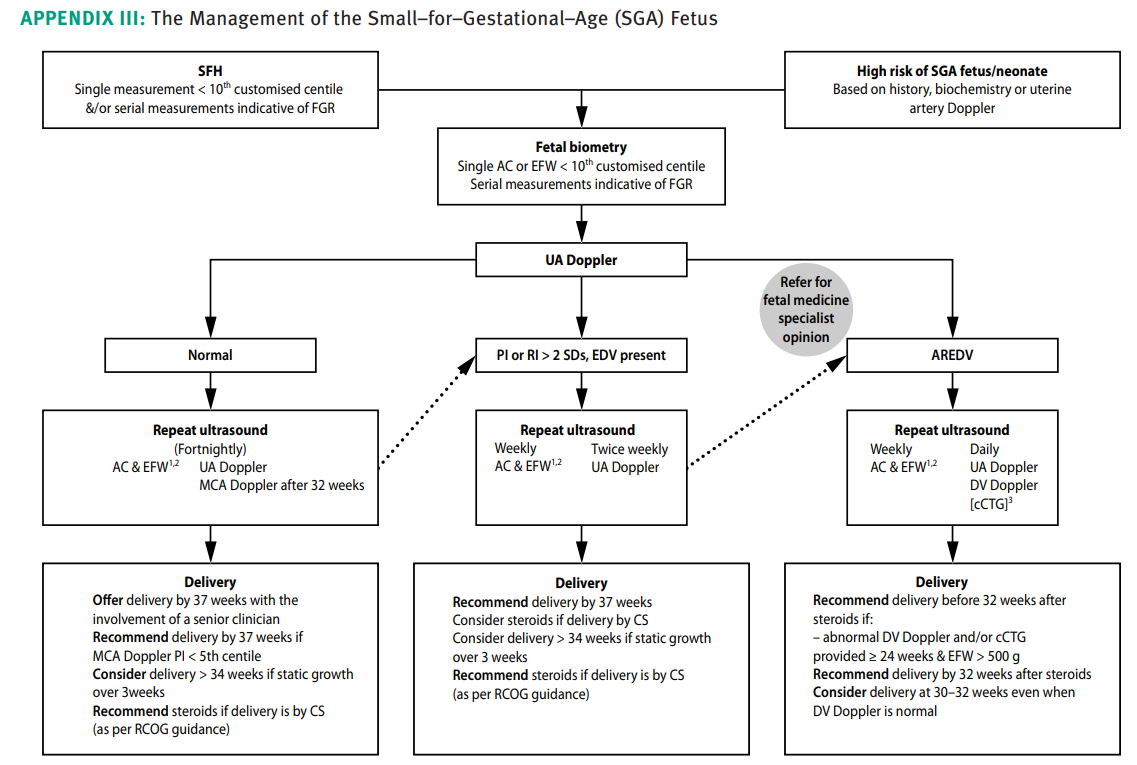 APPENDIX III: The Management of the Small–for–Gestational–Age (SGA) Fetus
SFH
Single measurement < 10th customised centile
&/or serial measurements indicative of FGR
High risk of SGA fetus/neonate
Based on history, biochemistry or uterine
artery Doppler
Fetal biometry
Single AC or EFW < 10th customised centile
Serial measurements indicative of FGR
UA Doppler
Refer for
fetal medicine
specialist
opinion
Normal
PI or RI > 2 SDs, EDV present
AREDV
Repeat ultrasound
(Fortnightly)
AC & EFW1,2 UA Doppler
MCA Doppler after 32 weeks
Repeat ultrasound
Weekly Twice weekly
AC & EFW1,2 UA Doppler
Repeat ultrasound
Weekly Daily
AC & EFW1,2 UA Doppler
DV Doppler
[cCTG]3
Delivery
Offer delivery by 37 weeks with the
involvement of a senior clinician
Recommend delivery by 37 weeks if
MCA Doppler PI < 5th centile
Consider delivery > 34 weeks if static growth
over 3weeks
Recommend steroids if delivery is by CS
(as per RCOG guidance)
Delivery
Recommend delivery by 37 weeks
Consider steroids if delivery by CS
Consider delivery > 34 weeks if static growth
over 3 weeks
Recommend steroids if delivery is by CS
(as per RCOG guidance)
Delivery
Recommend delivery before 32 weeks after
steroids if:
– abnormal DV Doppler and/or cCTG
provided ≥ 24 weeks & EFW > 500 g
Recommend delivery by 32 weeks after steroids
Consider delivery at 30–32 weeks even when
DV Doppler is normal